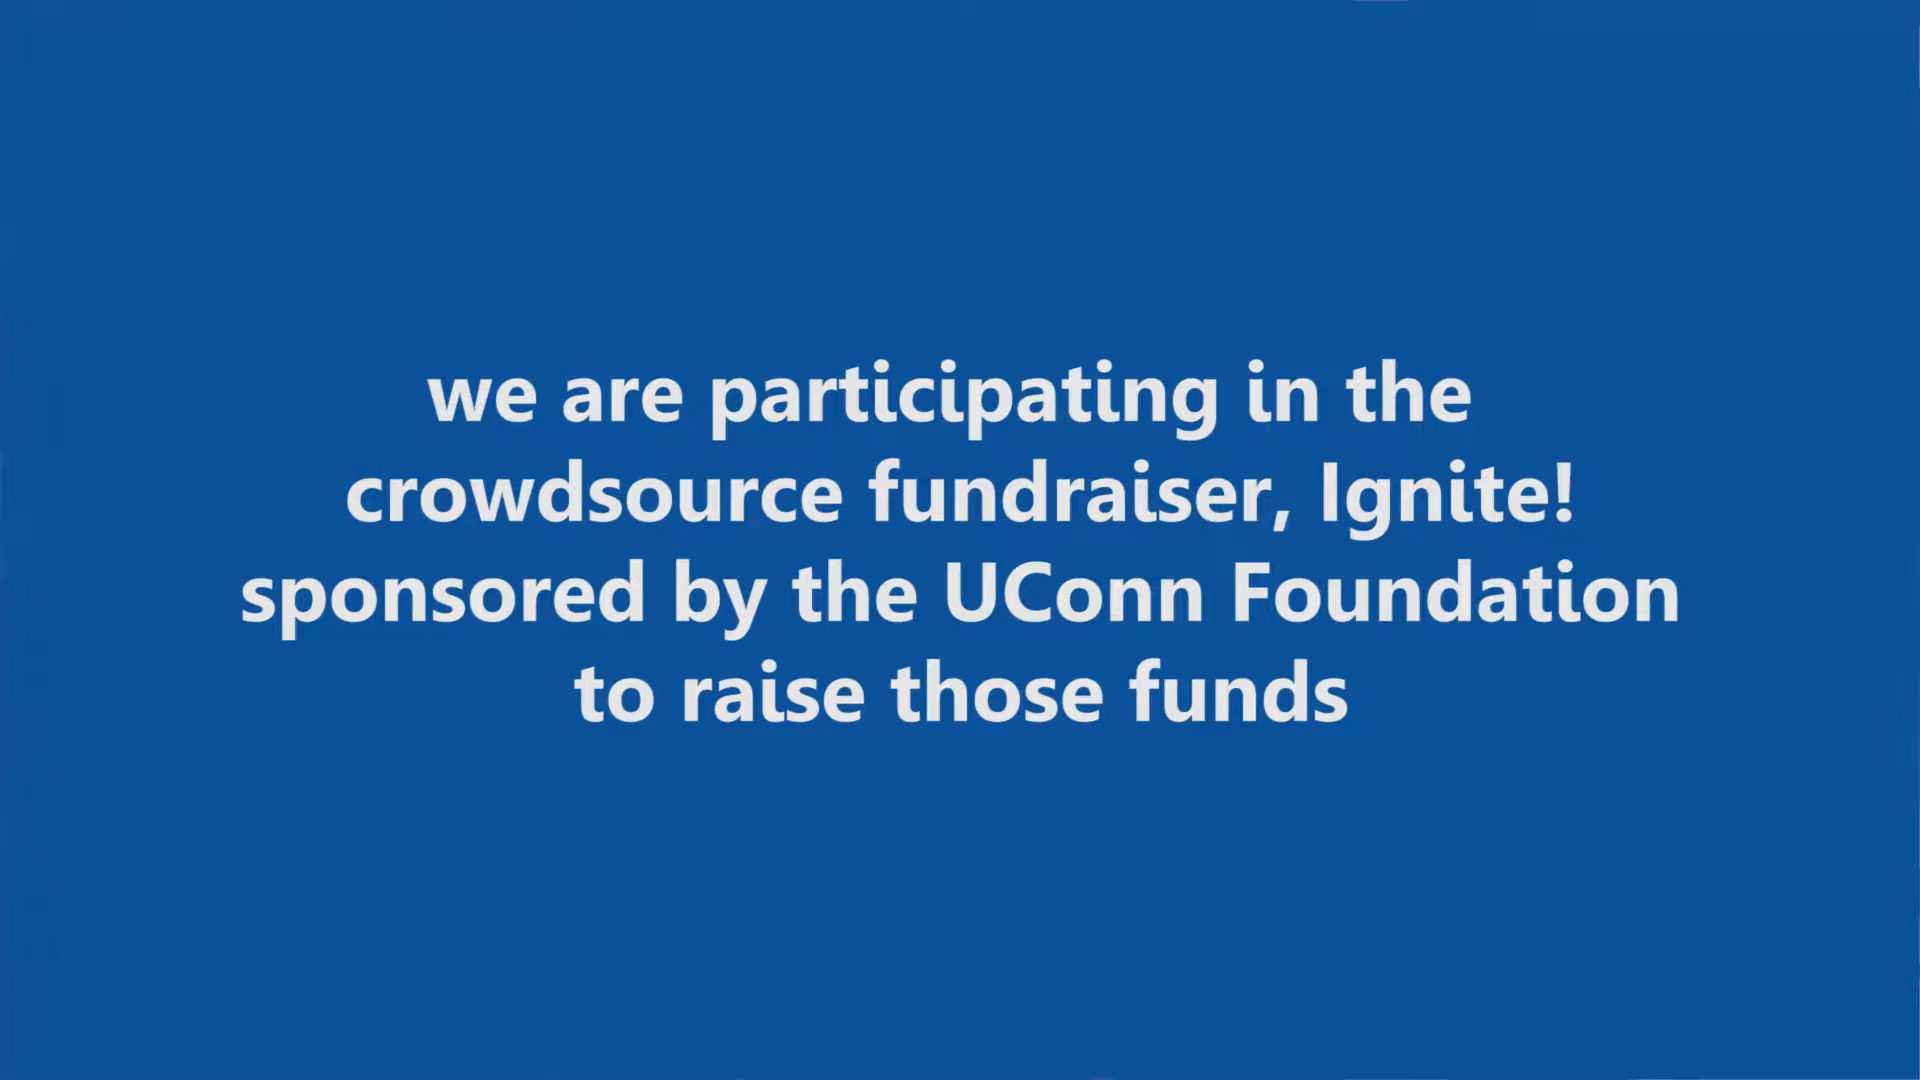 we are participating in the
crowdsource fundraiser, Ignite!
sponsored by the UConn Foundation
to raise those funds